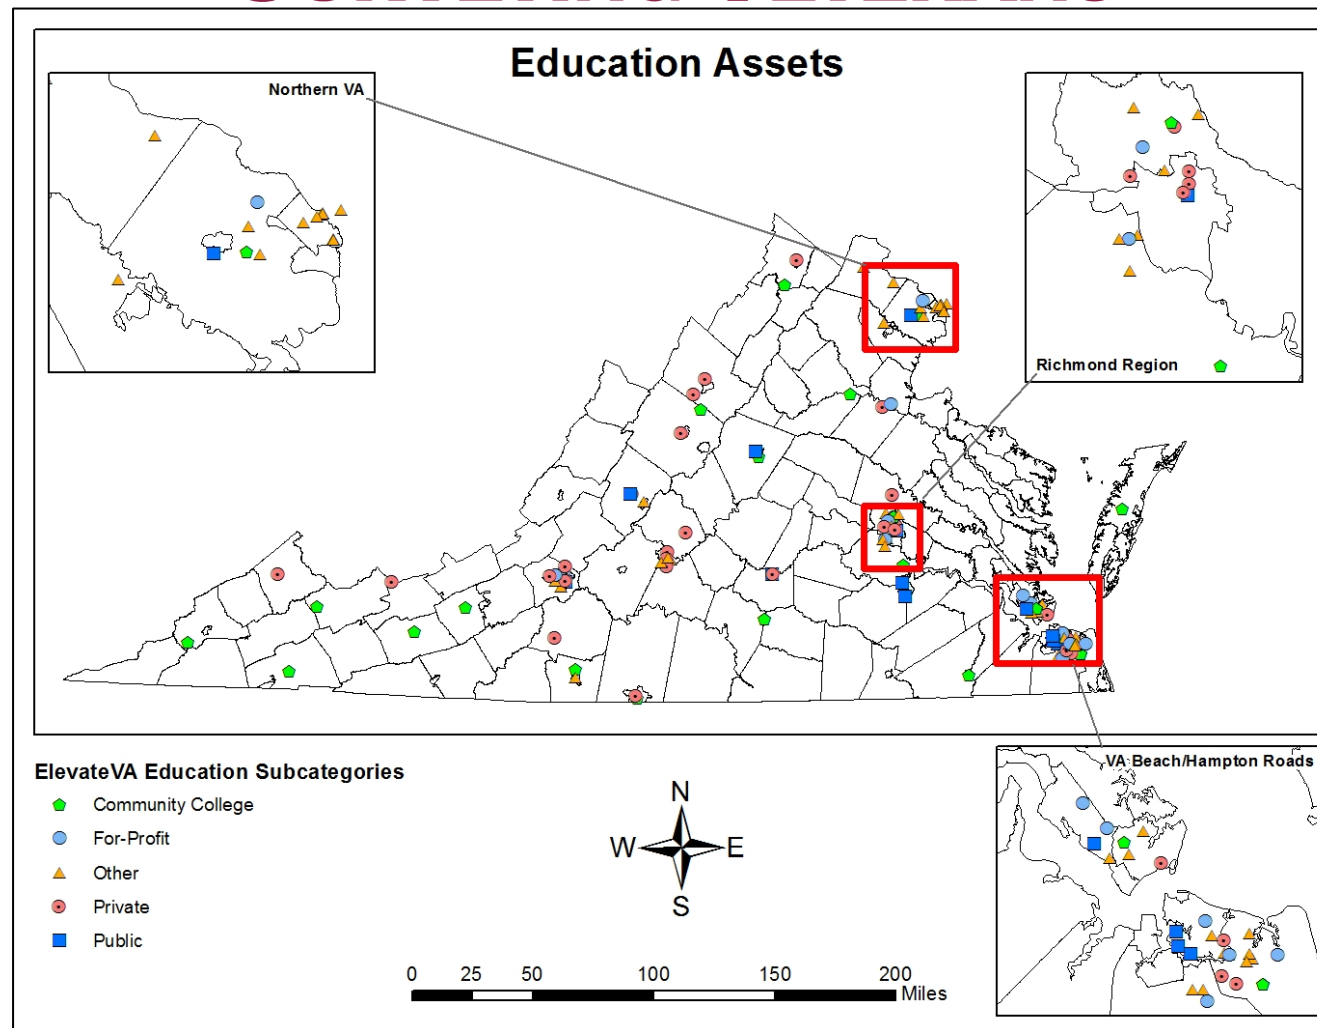 Education Assets
Northern VA
Richmond Region
VA Beach/Hampton Roads
ElevateVA Education Subcategories
Community College
For-Profit
Other
Private
Public
N
W E
S
0 25 50 100 150 200
Miles